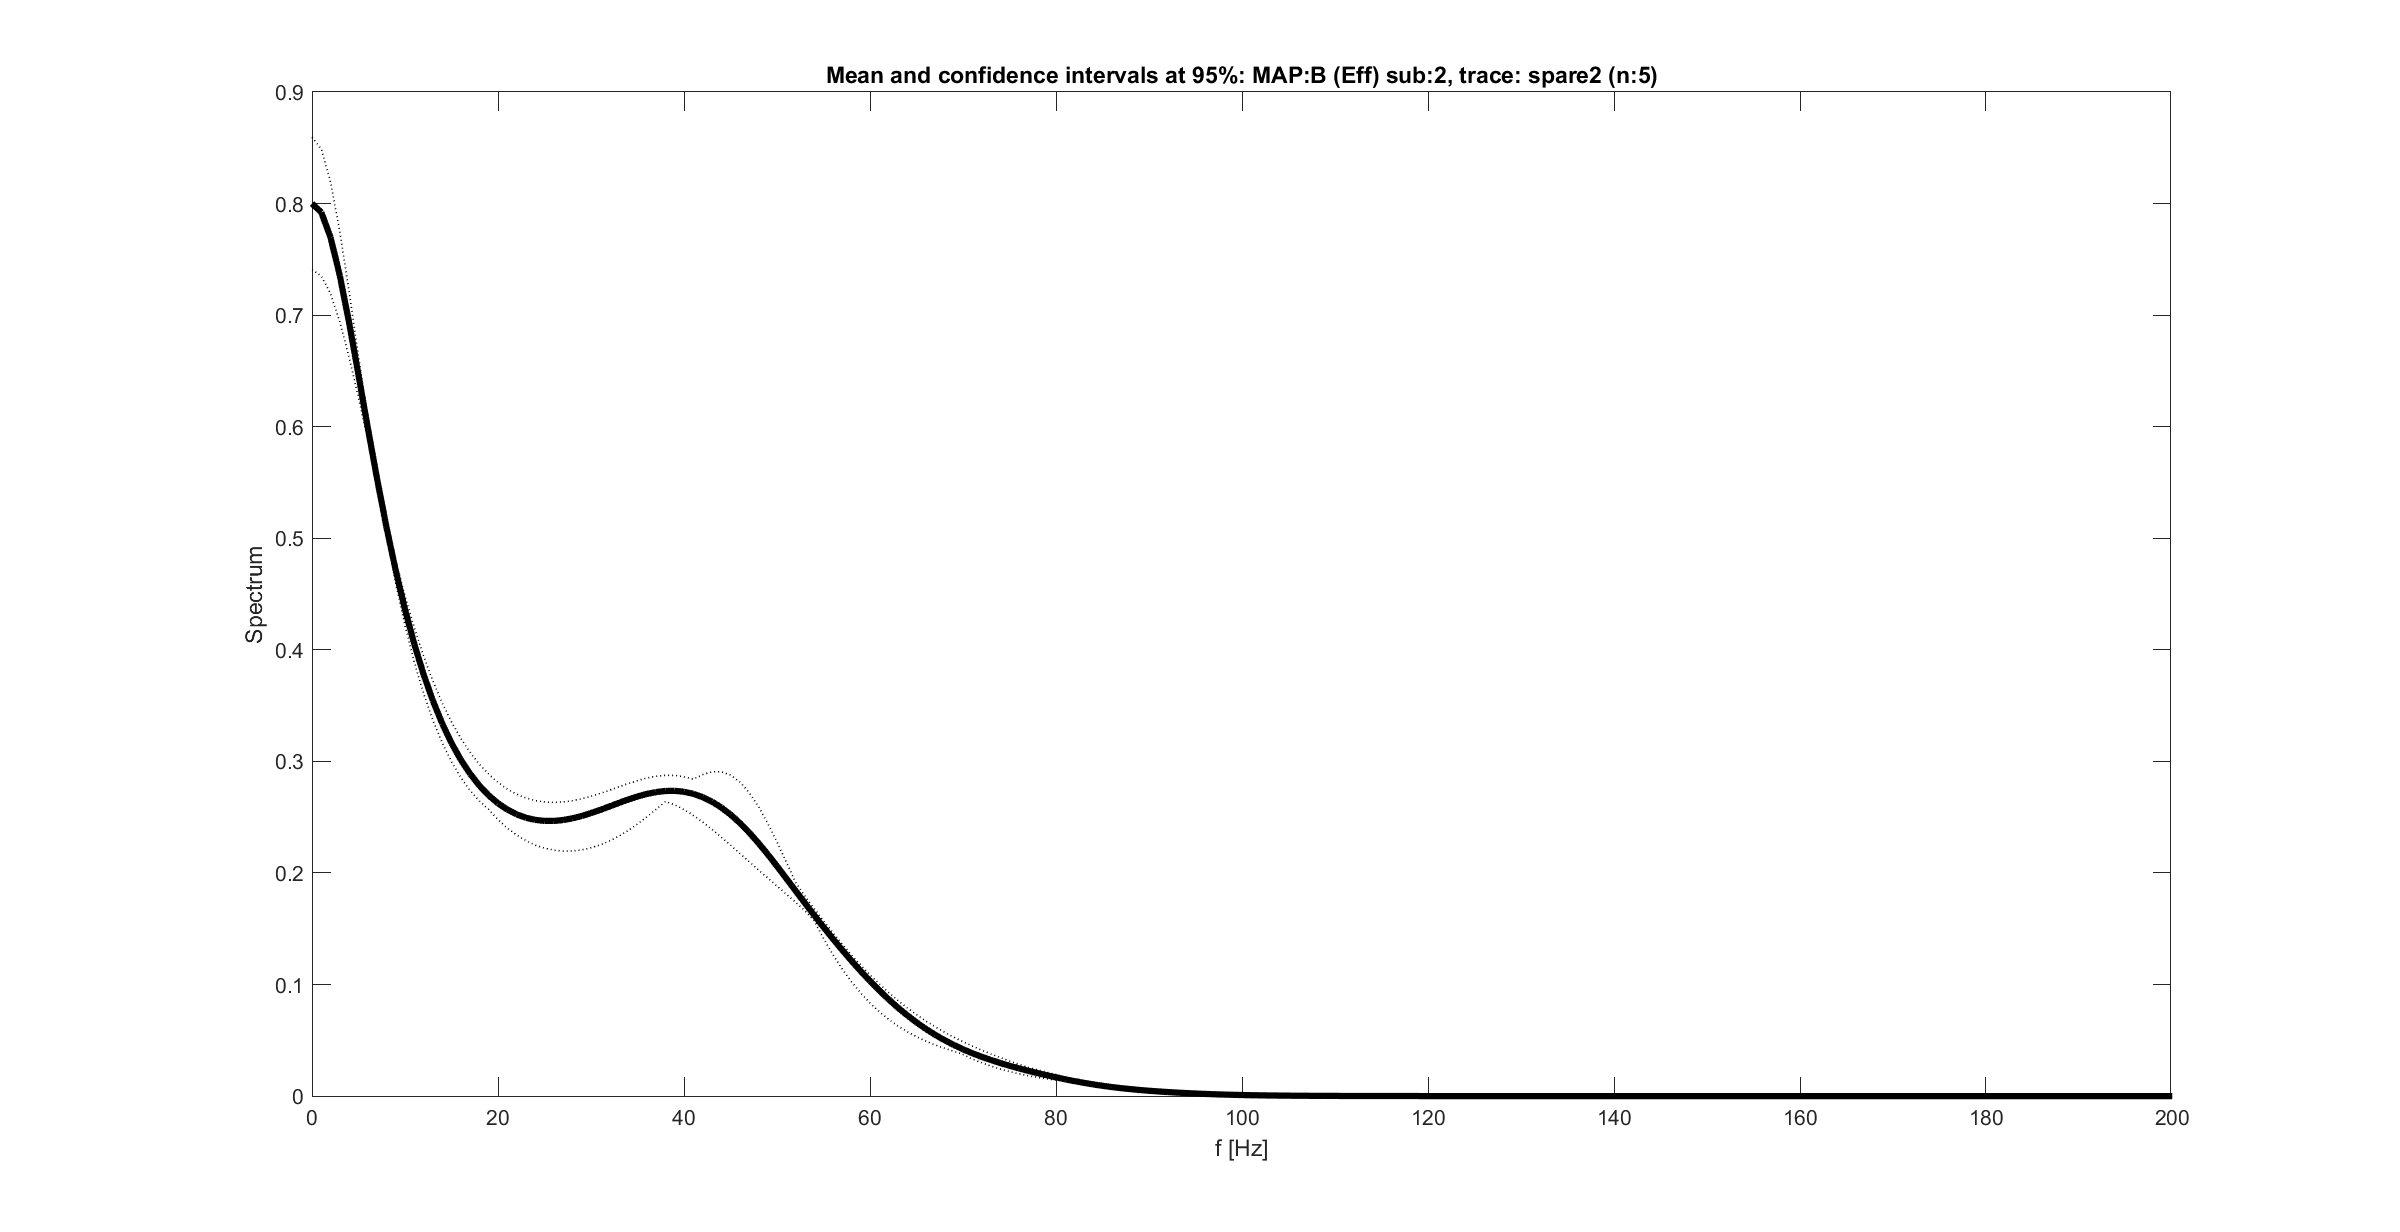 Mean and confidence intervals at 95%: MAP:B (Eff) sub:2, trace: spare2 (n:5)
0.9
0.8
0.7
0.6
0.5
0.4
0.3
0.2
0.1
0
Spectrum
0 20 40 60 80 100 120 140 160 180 200
f [Hz]